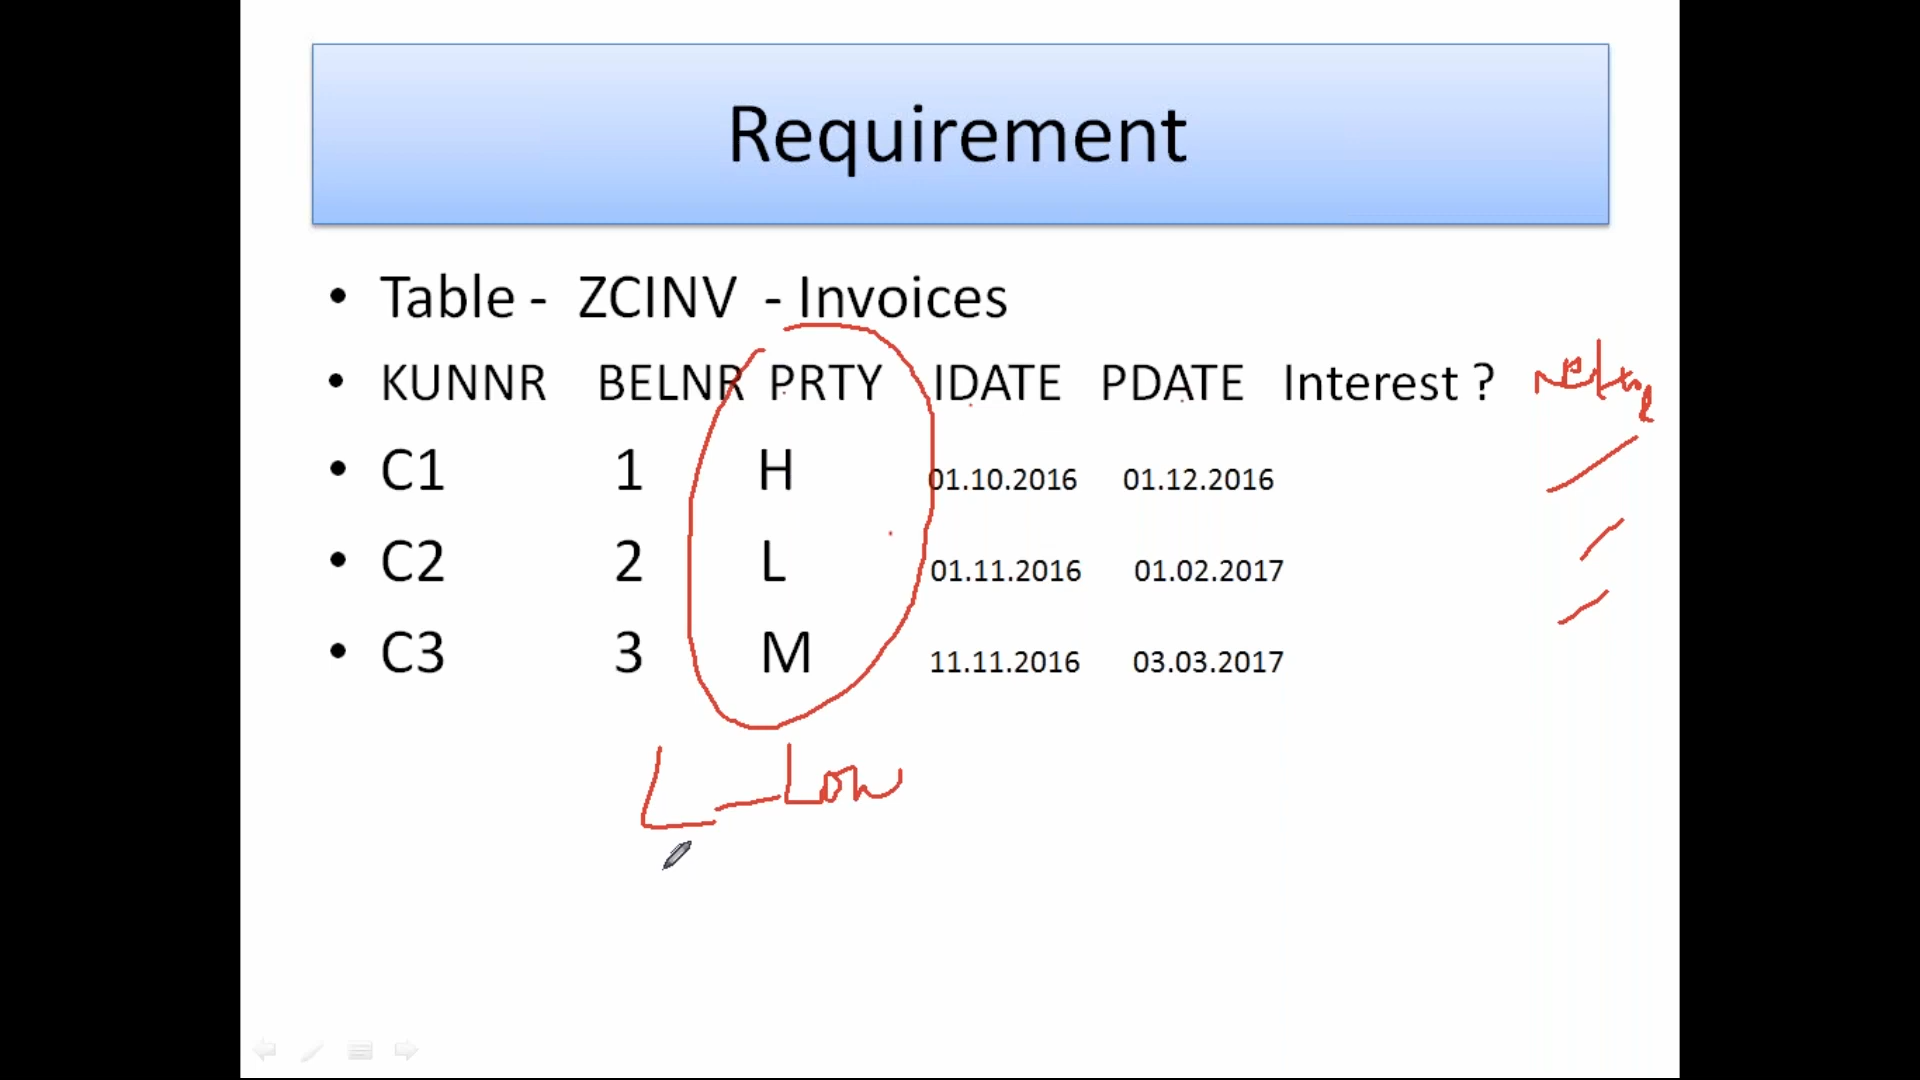 Requirement
• Table - ZCINV - Invoices
• KUNNR BELNR PRTY IDATE PDATE Interest ?
• C1 1 H 01.10.2016 01.12.2016
• C2 2 L 01.11.2016 01.02.2017
• C3 3 M 11.11.2016 03.03.2017
L - Low